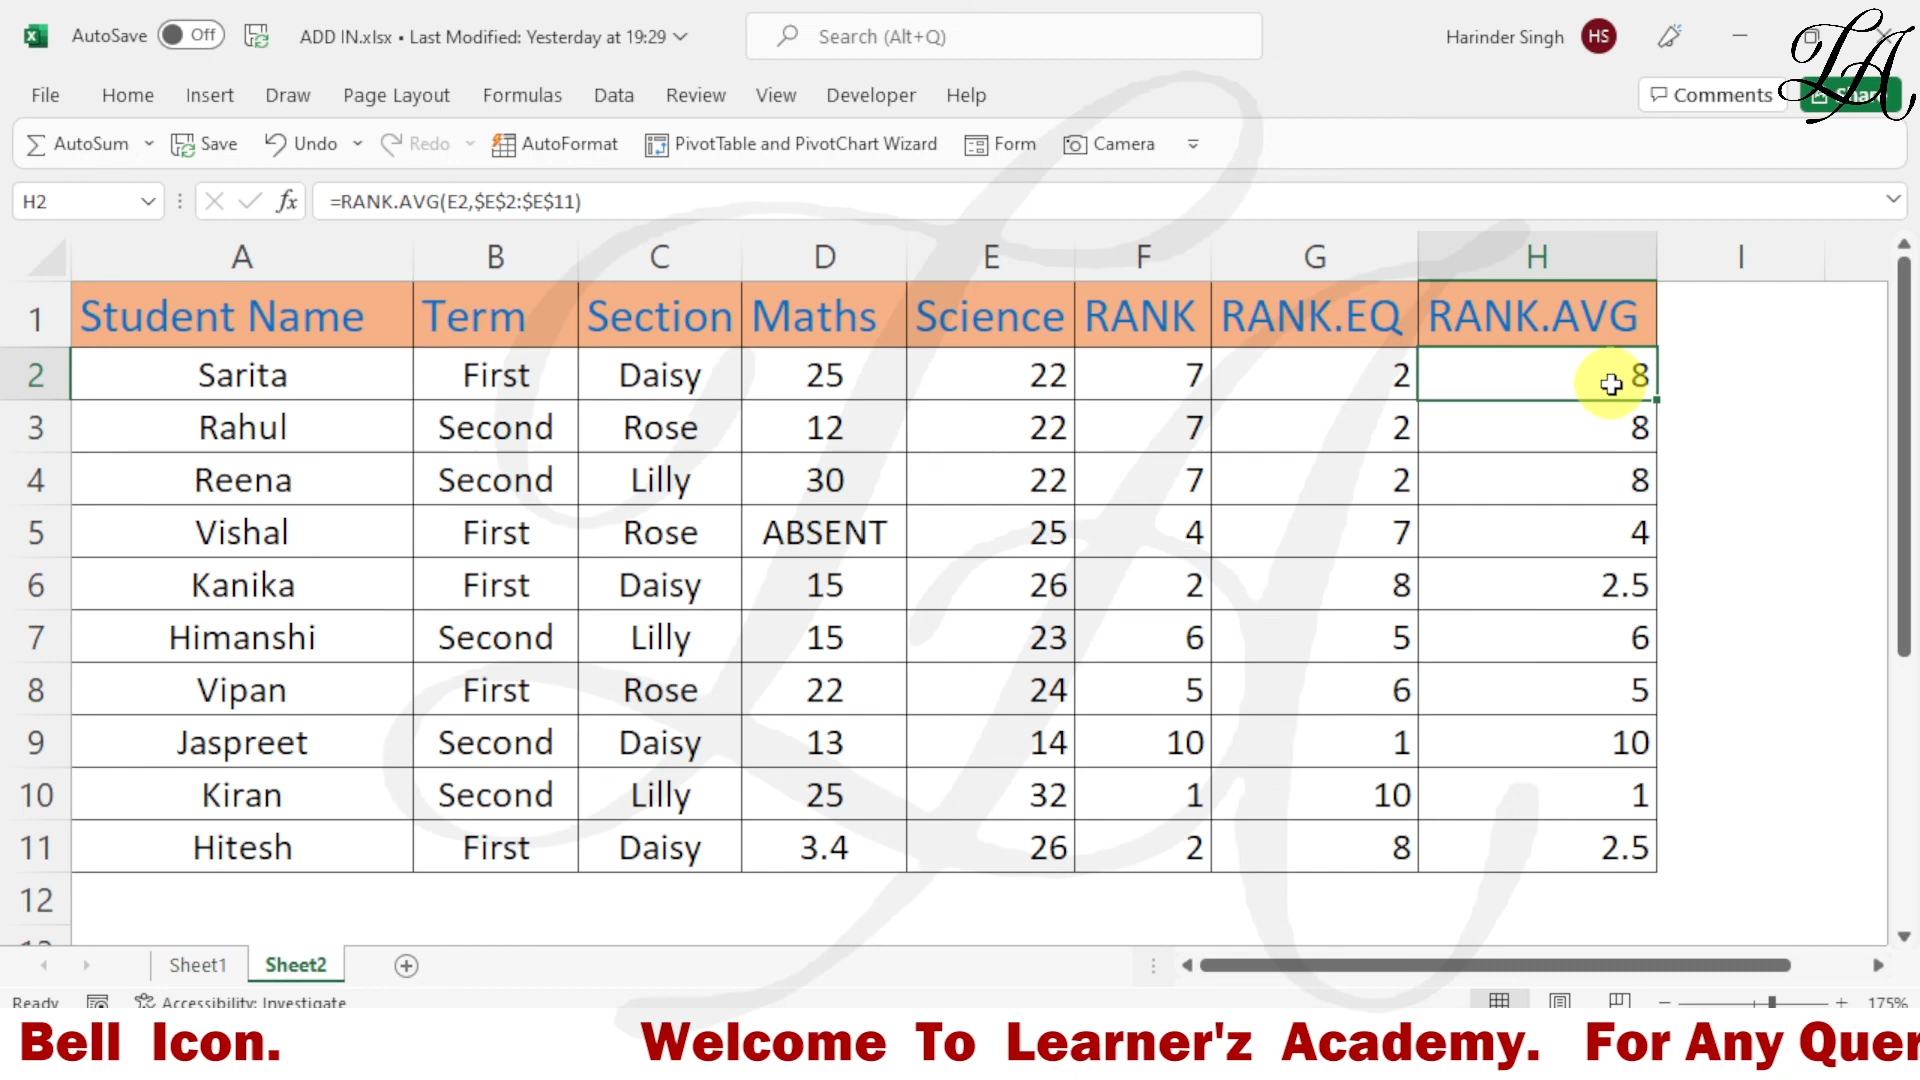 AutoSave Off ADD IN.xlsx • Last Modified: Yesterday at 19:29 Search (Alt+Q) Harinder Singh HS
File Home Insert Draw Page Layout Formulas Data Review View Developer Help Comments Share
AutoSum Save Undo Redo AutoFormat PivotTable and PivotChart Wizard Form Camera
H2 fx =RANK.AVG(E2,$E$2:$E$11)
A B C D E F G H I
1 Student Name Term Section Maths Science RANK RANK.EQ RANK.AVG
2 Sarita First Daisy 25 22 7 2 8
3 Rahul Second Rose 12 22 7 2 8
4 Reena Second Lilly 30 22 7 2 8
5 Vishal First Rose ABSENT 25 4 7 4
6 Kanika First Daisy 15 26 2 8 2.5
7 Himanshi Second Lilly 15 23 6 5 6
8 Vipan First Rose 22 24 5 6 5
9 Jaspreet Second Daisy 13 14 10 1 10
10 Kiran Second Lilly 25 32 1 10 1
11 Hitesh First Daisy 3.4 26 2 8 2.5
12
Sheet1 Sheet2
Ready Accessibility: Investigate 175%
Bell Icon. Welcome To Learner'z Academy. For Any Quer
LA